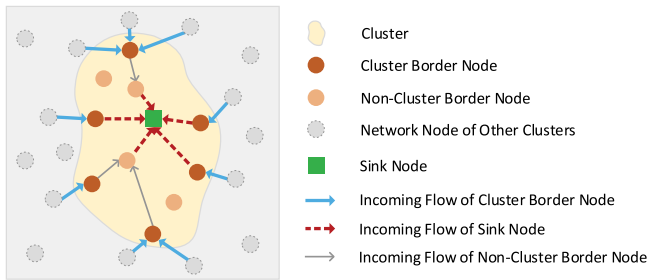 Cluster
Cluster Border Node
Non-Cluster Border Node
Network Node of Other Clusters
Sink Node
Incoming Flow of Cluster Border Node
Incoming Flow of Sink Node
Incoming Flow of Non-Cluster Border Node